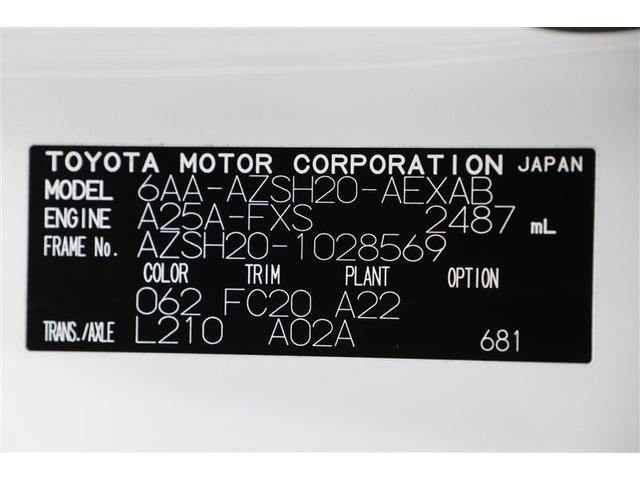 TOYOTA MOTOR CORPORATION JAPAN
MODEL 6AA-AZSH20-AEXAB
ENGINE A25A-FXS 2487 mL
FRAME No. AZSH20-1028569
COLOR TRIM PLANT OPTION
062 FC20 A22
TRANS./AXLE L210 A02A 681